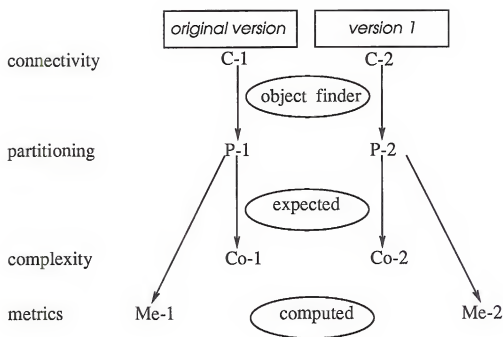 original version version 1
connectivity C-1 C-2
object finder
partitioning P-1 P-2
expected
complexity Co-1 Co-2
metrics Me-1 computed Me-2